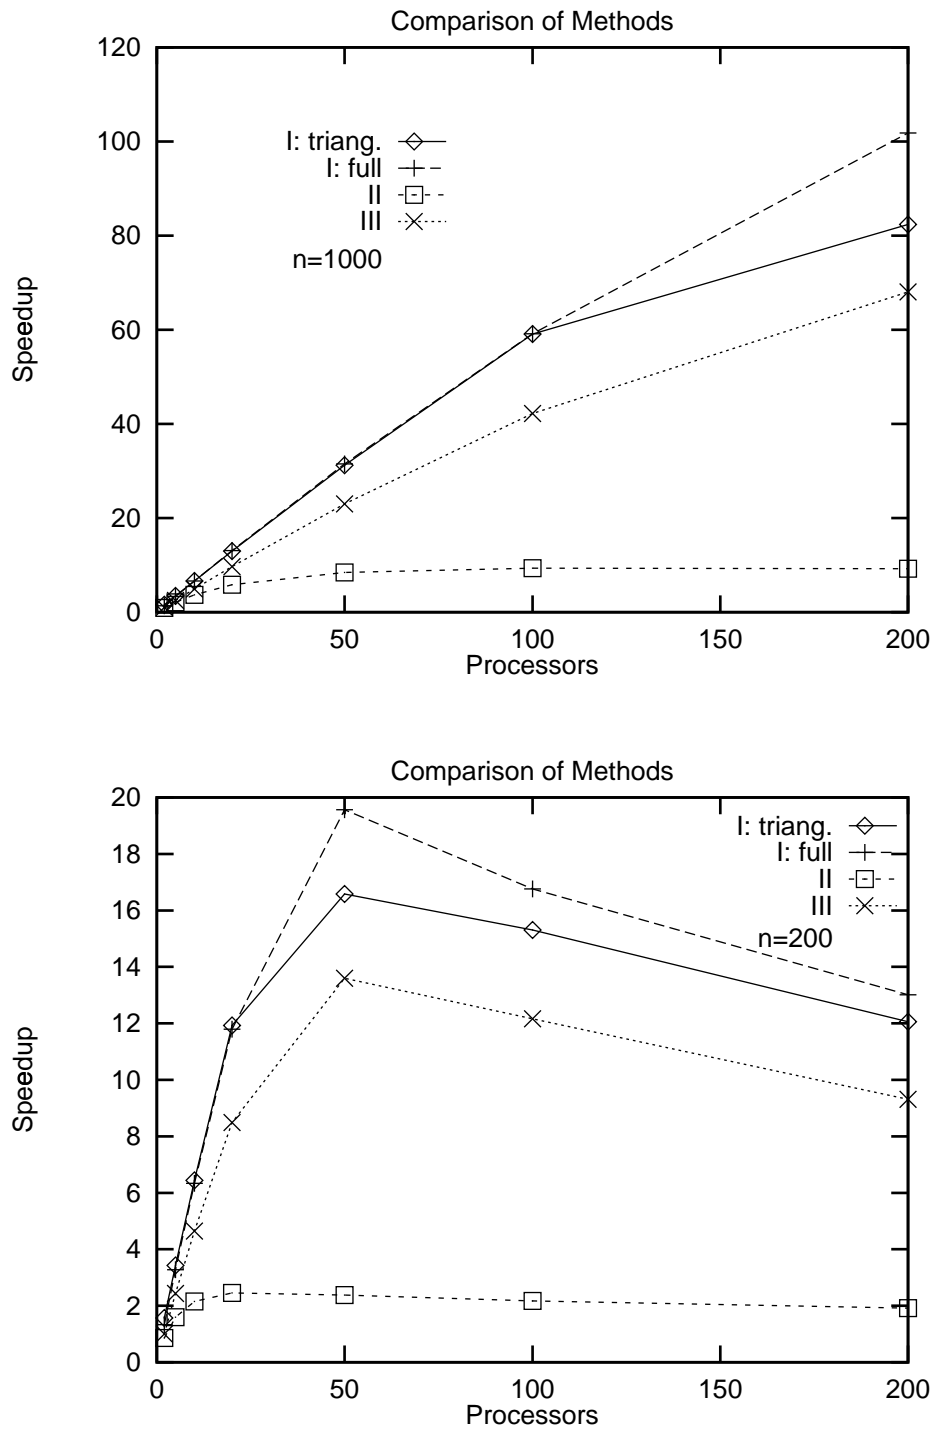 Comparison of Methods
120
100
80
60
40
20
0
Speedup
I: triang.
I: full
II
III
n=1000
0 50 100 150 200
Processors
Comparison of Methods
20
18
16
14
12
10
8
6
4
2
0
Speedup
I: triang.
I: full
II
III
n=200
0 50 100 150 200
Processors